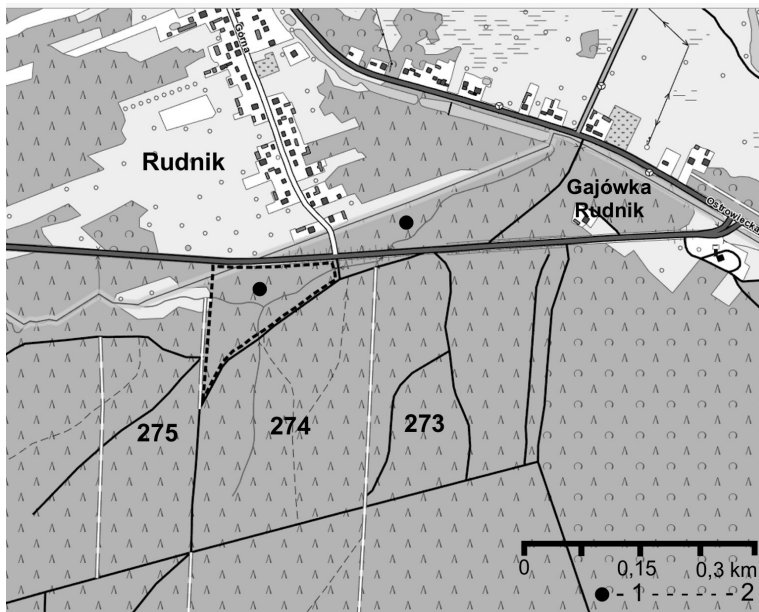 Górna
Rudnik
Gajówka
Rudnik
Ostrowiecka
275
274
273
0 0,15 0,3 km
- 1 - - - 2